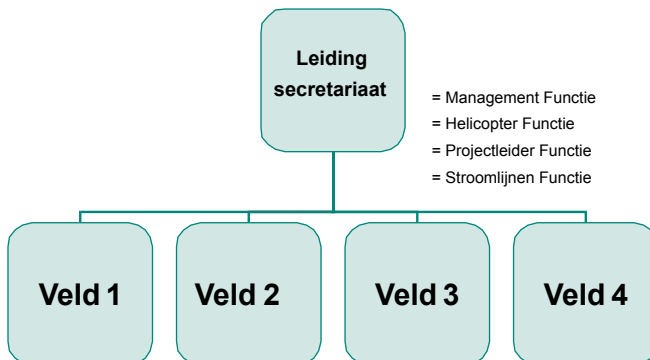 Leiding
secretariaat
= Management Functie
= Helicopter Functie
= Projectleider Functie
= Stroomlijnen Functie
Veld 1
Veld 2
Veld 3
Veld 4